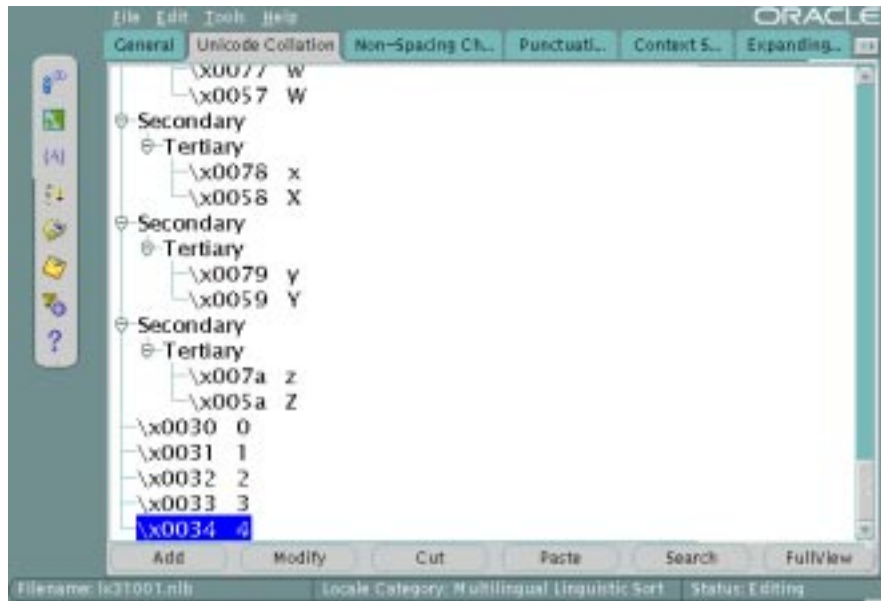 File Edit Tools Help
ORACLE
General Unicode Collation Non-Spacing Ch... Punctuati... Context S... Expanding...
\x0077 w
\x0057 W
Secondary
Tertiary
\x0078 x
\x0058 X
Secondary
Tertiary
\x0079 y
\x0059 Y
Secondary
Tertiary
\x007a z
\x005a Z
\x0030 0
\x0031 1
\x0032 2
\x0033 3
\x0034 4
Add Modify Cut Paste Search FullView
Filename: lx31001.nlb Locale Category: Multilingual Linguistic Sort Status: Editing